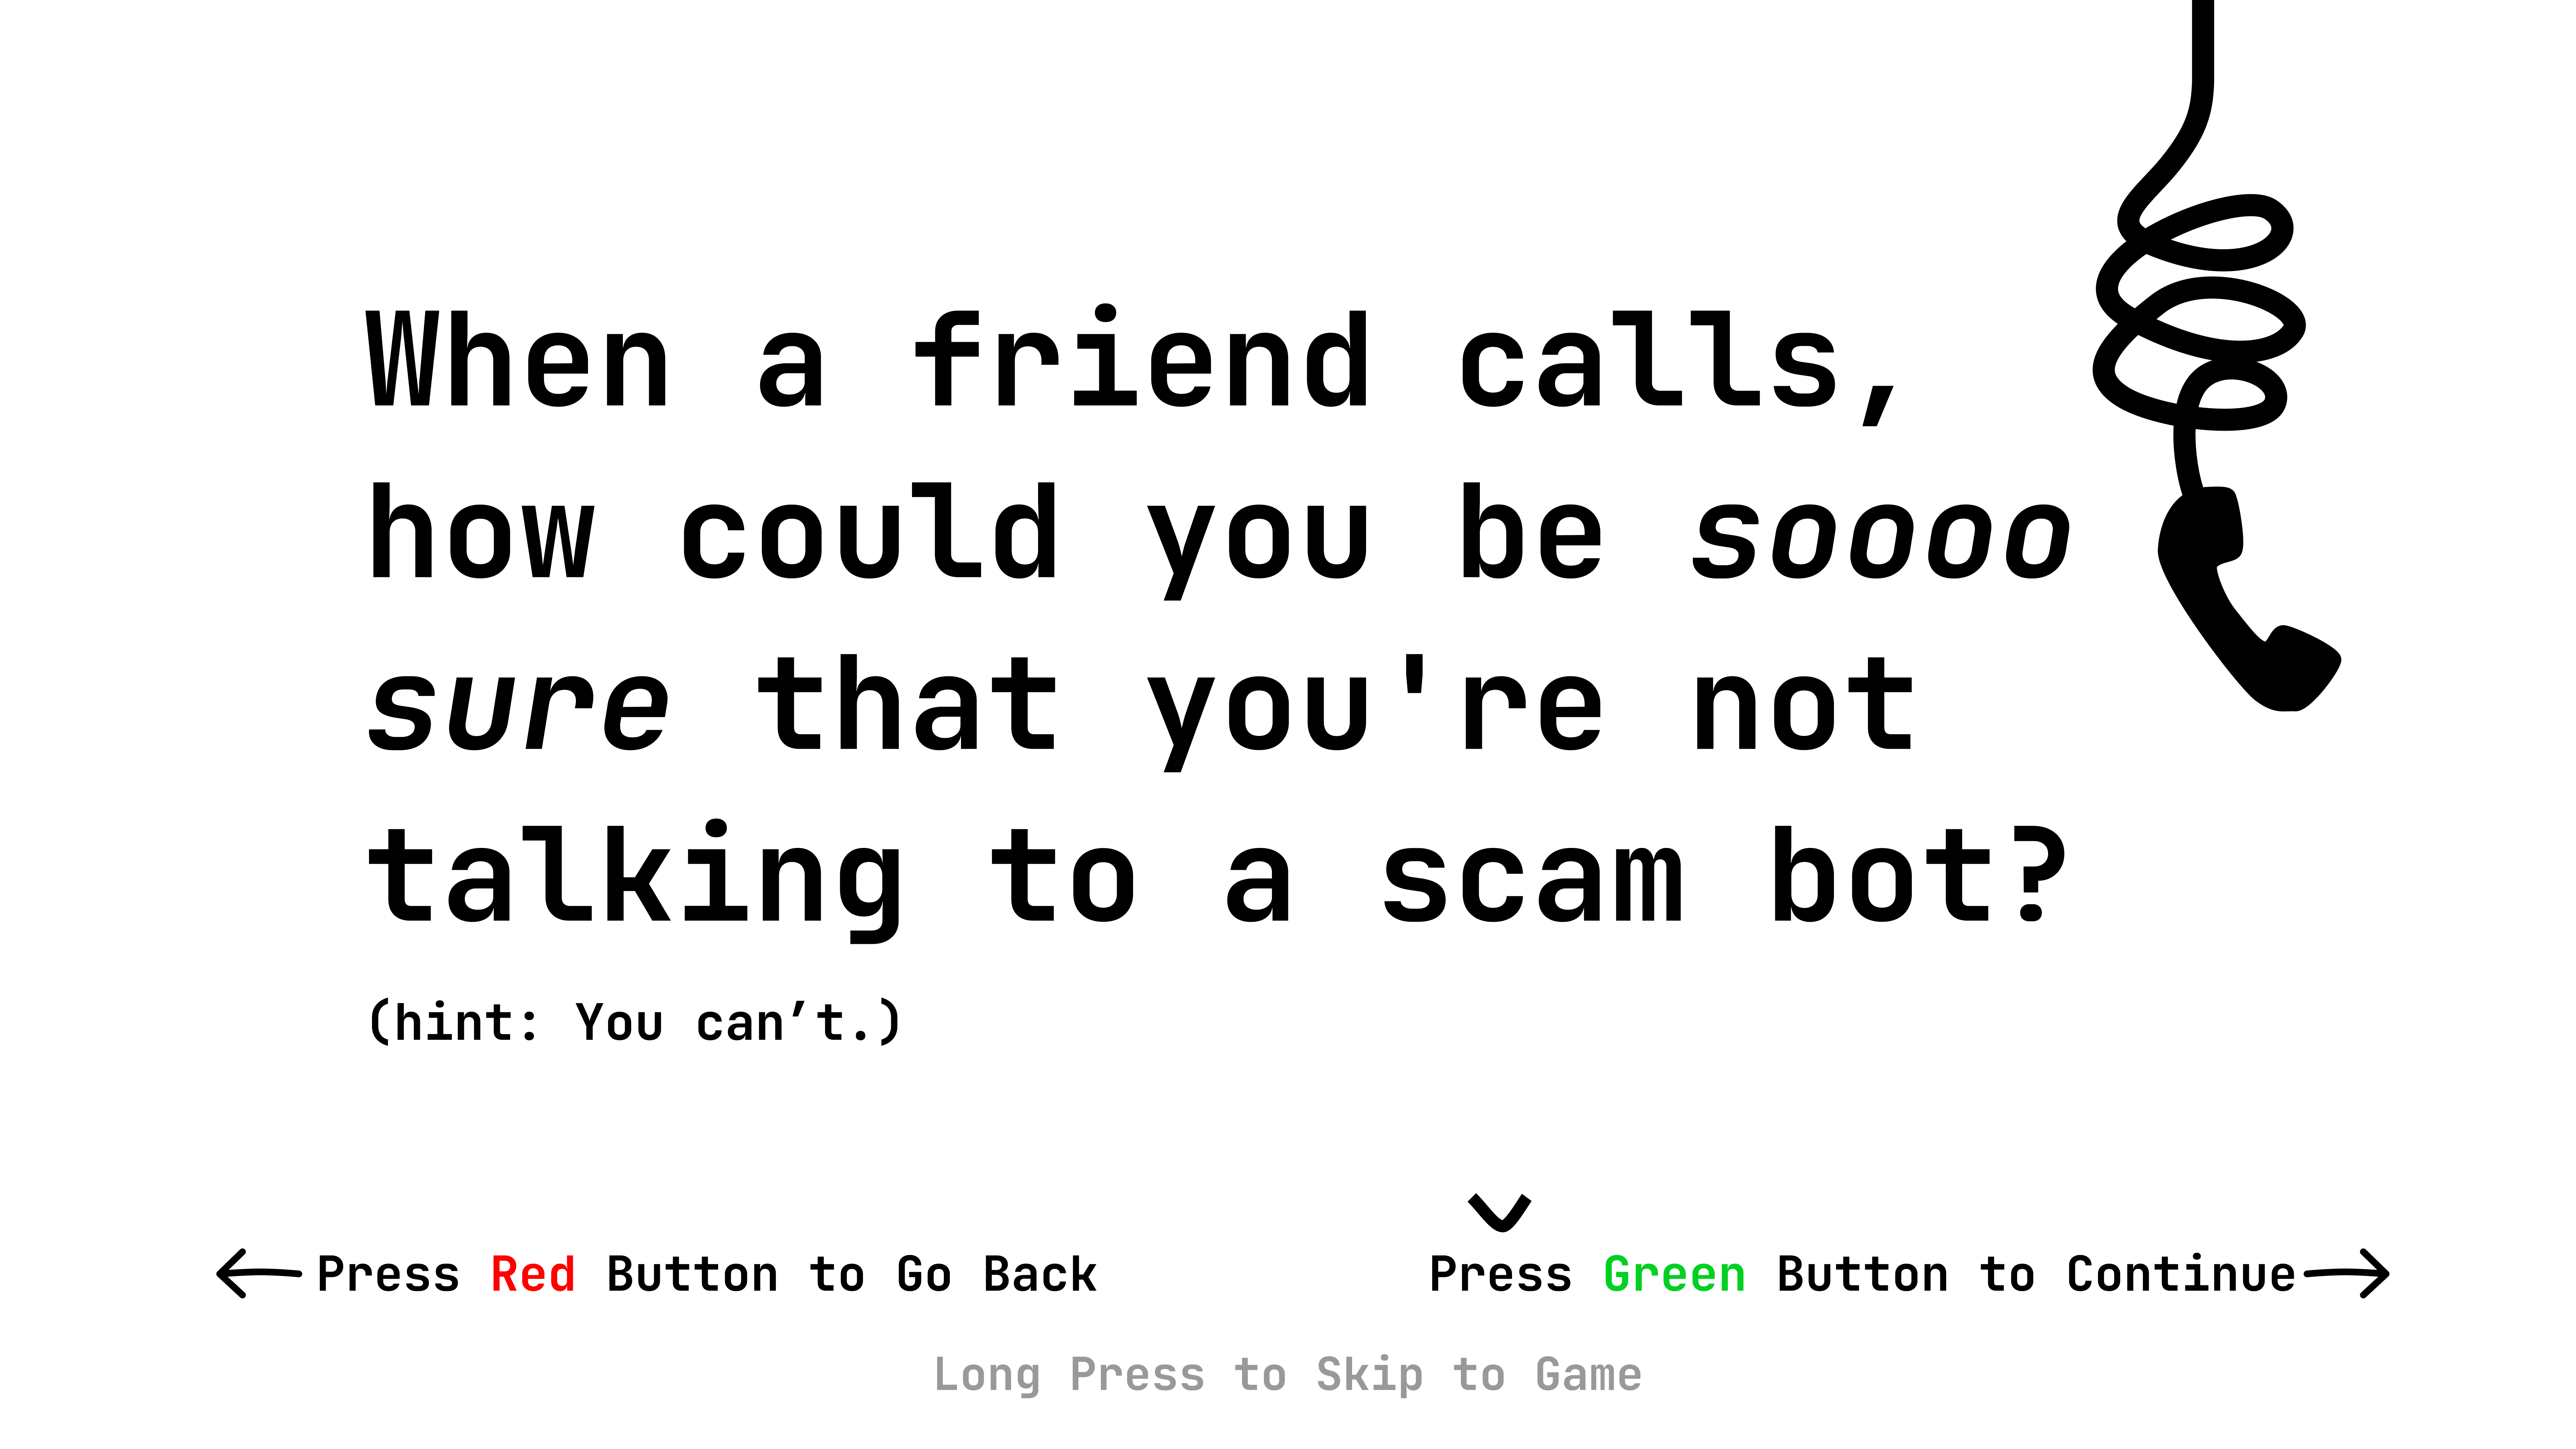 When a friend calls,
how could you be soooo
sure that you're not
talking to a scam bot?
(hint: You can’t.)
Press Red Button to Go Back
Press Green Button to Continue
Long Press to Skip to Game